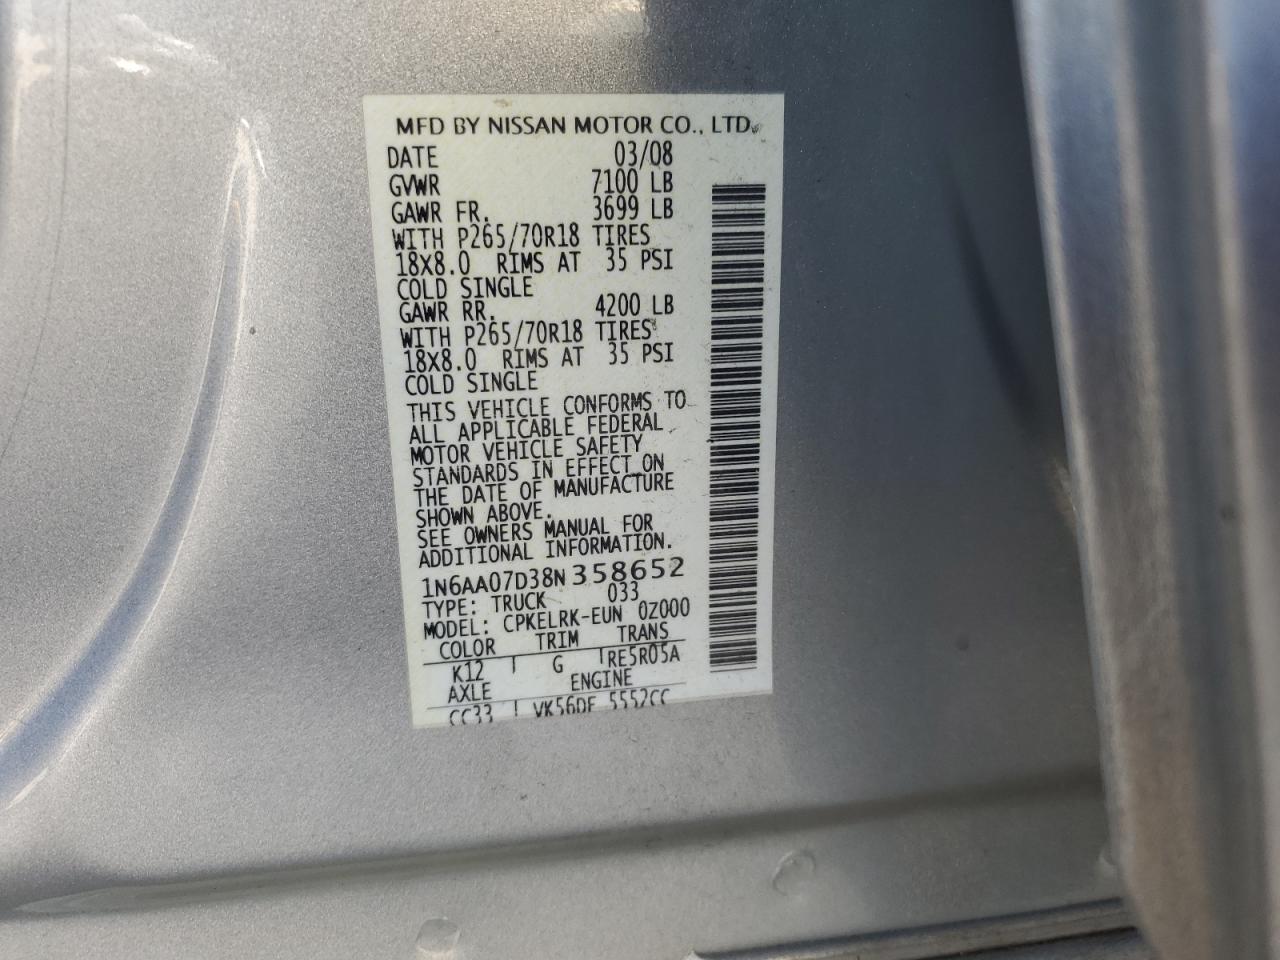 MFD BY NISSAN MOTOR CO., LTD.
DATE 03/08
GVWR 7100 LB
GAWR FR. 3699 LB
WITH P265/70R18 TIRES
18X8.0 RIMS AT 35 PSI
COLD SINGLE
GAWR RR. 4200 LB
WITH P265/70R18 TIRES
18X8.0 RIMS AT 35 PSI
COLD SINGLE
THIS VEHICLE CONFORMS TO
ALL APPLICABLE FEDERAL
MOTOR VEHICLE SAFETY
STANDARDS IN EFFECT ON
THE DATE OF MANUFACTURE
SHOWN ABOVE.
SEE OWNERS MANUAL FOR
ADDITIONAL INFORMATION.
1N6AA07D38N358652
TYPE: TRUCK 033
MODEL: CPKELRK-EUN 0Z000
COLOR TRIM TRANS
K12 G RE5R05A
AXLE ENGINE
CC33 VK56DE 5552CC